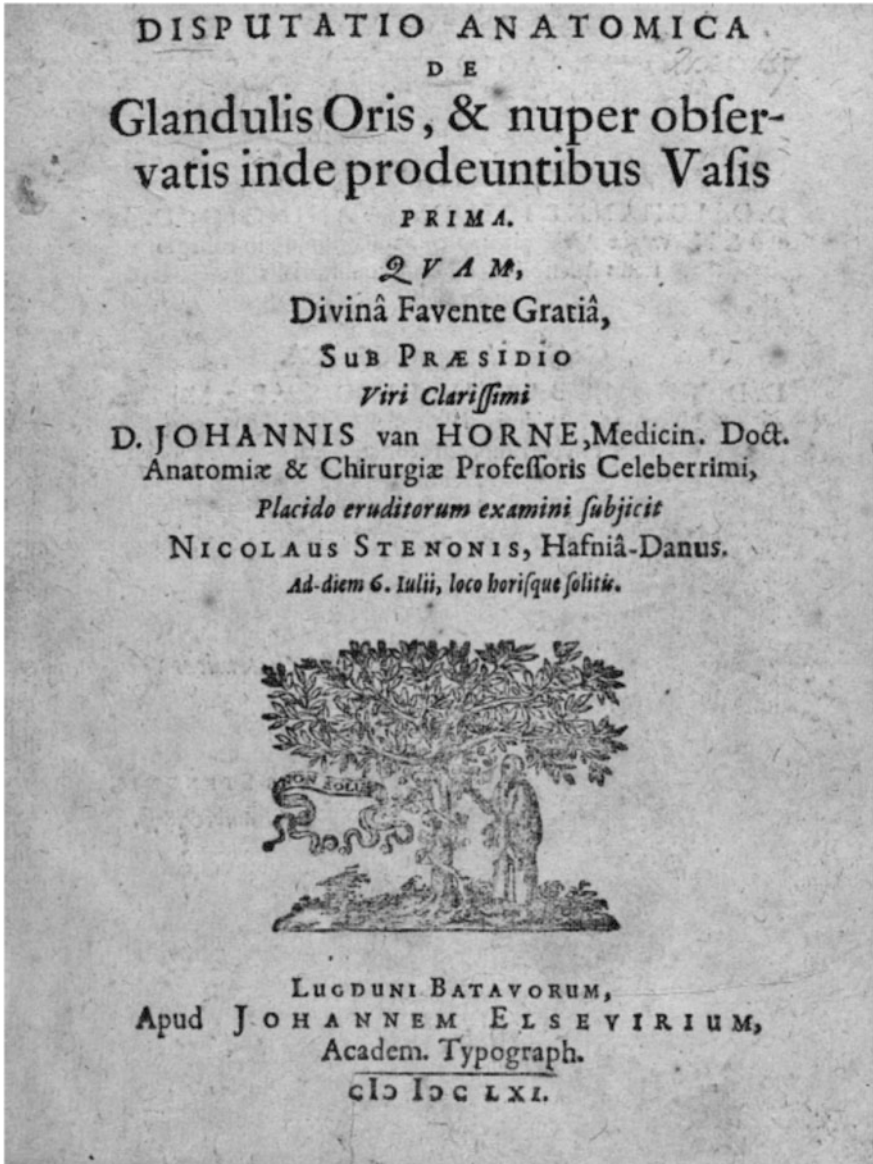 DISPUTATIO ANATOMICA
DE
Glandulis Oris, & nuper obſer-
vatis inde prodeuntibus Vaſis
PRIMA.
QVAM,
Divinâ Favente Gratiâ,
SUB PRÆSIDIO
Viri Clariſſimi
D. JOHANNIS van HORNE, Medicin. Doct.
Anatomiæ & Chirurgiæ Profeſſoris Celeberrimi,
Placido eruditorum examini ſubjicit
NICOLAUS STENONIS, Hafniâ-Danus.
Ad-diem 6. Iulii, loco horiſque ſolitis.
NON SOLUS
LUGDUNI BATAVORUM,
Apud JOHANNEM ELSEVIRIUM,
Academ. Typograph.
cIↄ Iↄc LXI.